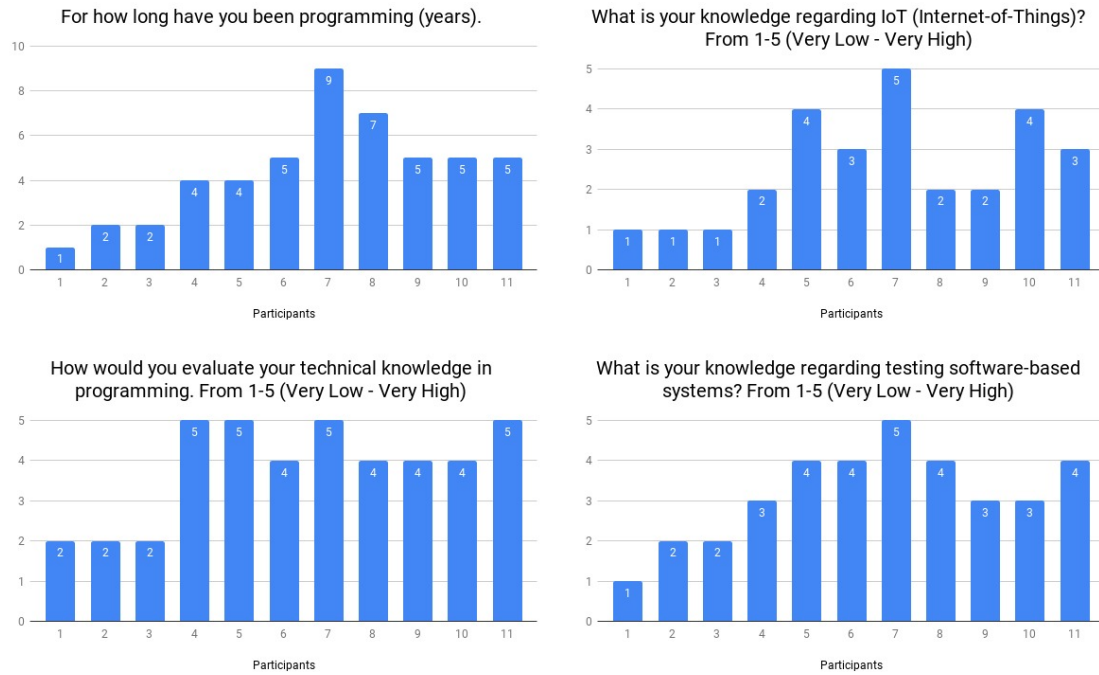 For how long have you been programming (years).
10
8
6
4
2
0
1 2 2 4 4 5 9 7 5 5 5
1 2 3 4 5 6 7 8 9 10 11
Participants
What is your knowledge regarding IoT (Internet-of-Things)?
From 1-5 (Very Low - Very High)
5
4
3
2
1
0
1 1 1 2 4 3 5 2 2 4 3
1 2 3 4 5 6 7 8 9 10 11
Participants
How would you evaluate your technical knowledge in
programming. From 1-5 (Very Low - Very High)
5
4
3
2
1
0
2 2 2 5 5 4 5 4 4 4 5
1 2 3 4 5 6 7 8 9 10 11
Participants
What is your knowledge regarding testing software-based
systems? From 1-5 (Very Low - Very High)
5
4
3
2
1
0
1 2 2 3 4 4 5 4 3 3 4
1 2 3 4 5 6 7 8 9 10 11
Participants